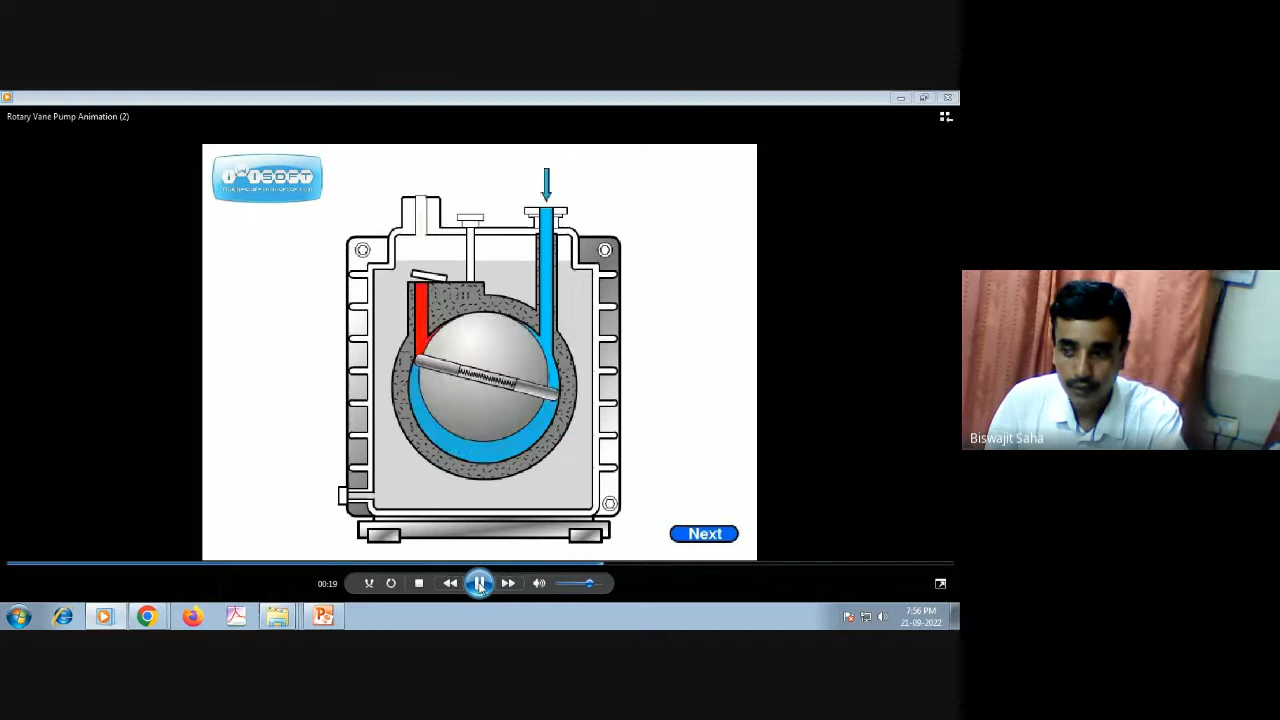 Rotary Vane Pump Animation (2)
Next
00:19
7:56 PM
21-09-2022
Biswajit Saha